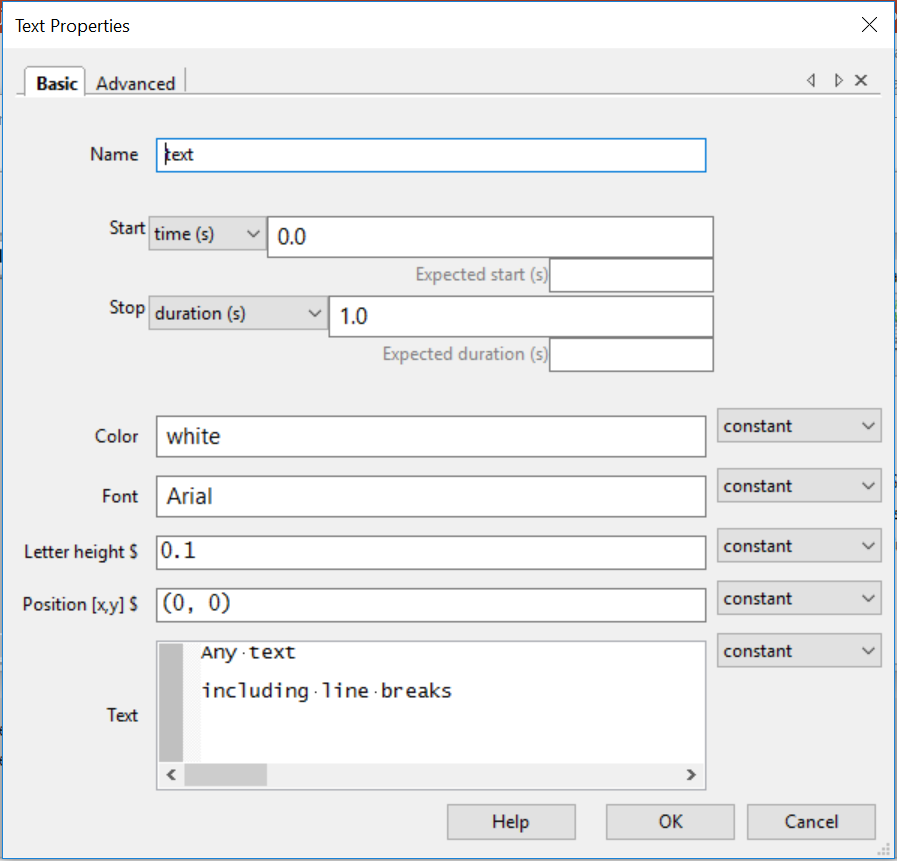 Text Properties
Basic Advanced
Name text
Start time (s) 0.0
Expected start (s)
Stop duration (s) 1.0
Expected duration (s)
Color white constant
Font Arial constant
Letter height $ 0.1 constant
Position [x,y] $ (0, 0) constant
Text Any·text constant
including·line·breaks
Help OK Cancel